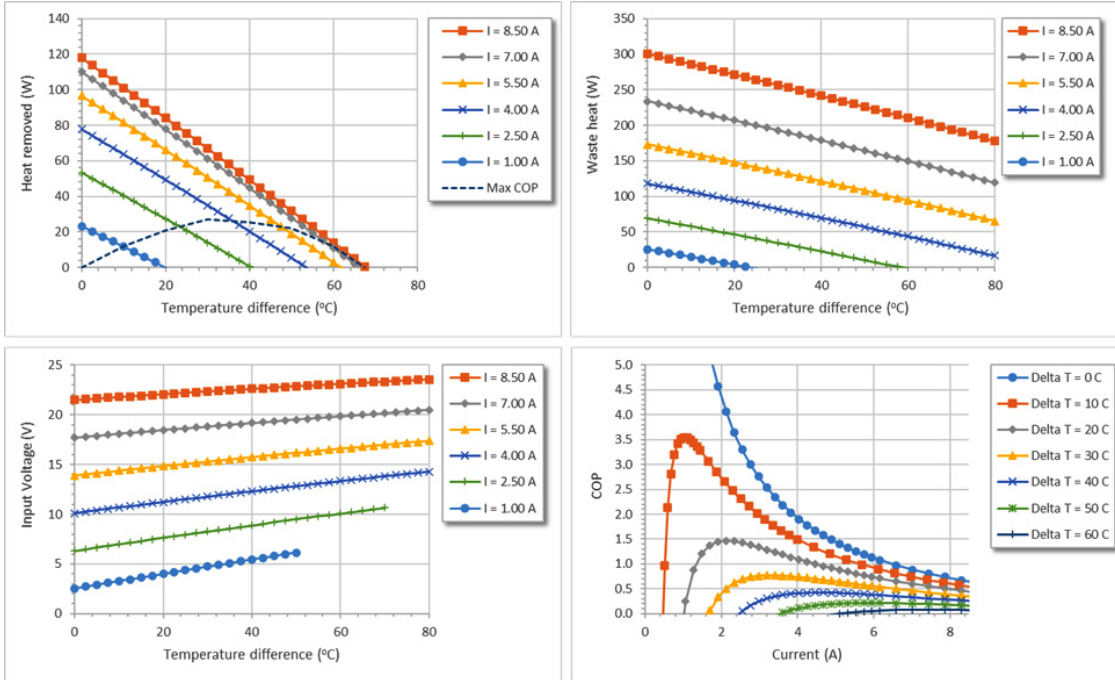 140
120
100
80
60
40
20
0
Heat removed (W)
0 20 40 60 80
Temperature difference (⁰C)
I = 8.50 A
I = 7.00 A
I = 5.50 A
I = 4.00 A
I = 2.50 A
I = 1.00 A
Max COP
350
300
250
200
150
100
50
0
Waste heat (W)
0 20 40 60 80
Temperature difference (⁰C)
I = 8.50 A
I = 7.00 A
I = 5.50 A
I = 4.00 A
I = 2.50 A
I = 1.00 A
25
20
15
10
5
0
Input Voltage (V)
0 20 40 60 80
Temperature difference (⁰C)
I = 8.50 A
I = 7.00 A
I = 5.50 A
I = 4.00 A
I = 2.50 A
I = 1.00 A
5.0
4.5
4.0
3.5
3.0
2.5
2.0
1.5
1.0
0.5
0.0
COP
0 2 4 6 8
Current (A)
Delta T = 0 C
Delta T = 10 C
Delta T = 20 C
Delta T = 30 C
Delta T = 40 C
Delta T = 50 C
Delta T = 60 C